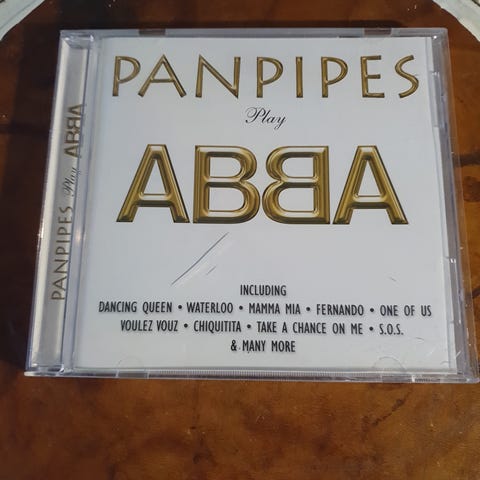 PANPIPES
Play
ABBA
INCLUDING
DANCING QUEEN • WATERLOO • MAMMA MIA • FERNANDO • ONE OF US
VOULEZ VOUZ • CHIQUITITA • TAKE A CHANCE ON ME • S.O.S.
& MANY MORE
PANPIPES Play ABBA